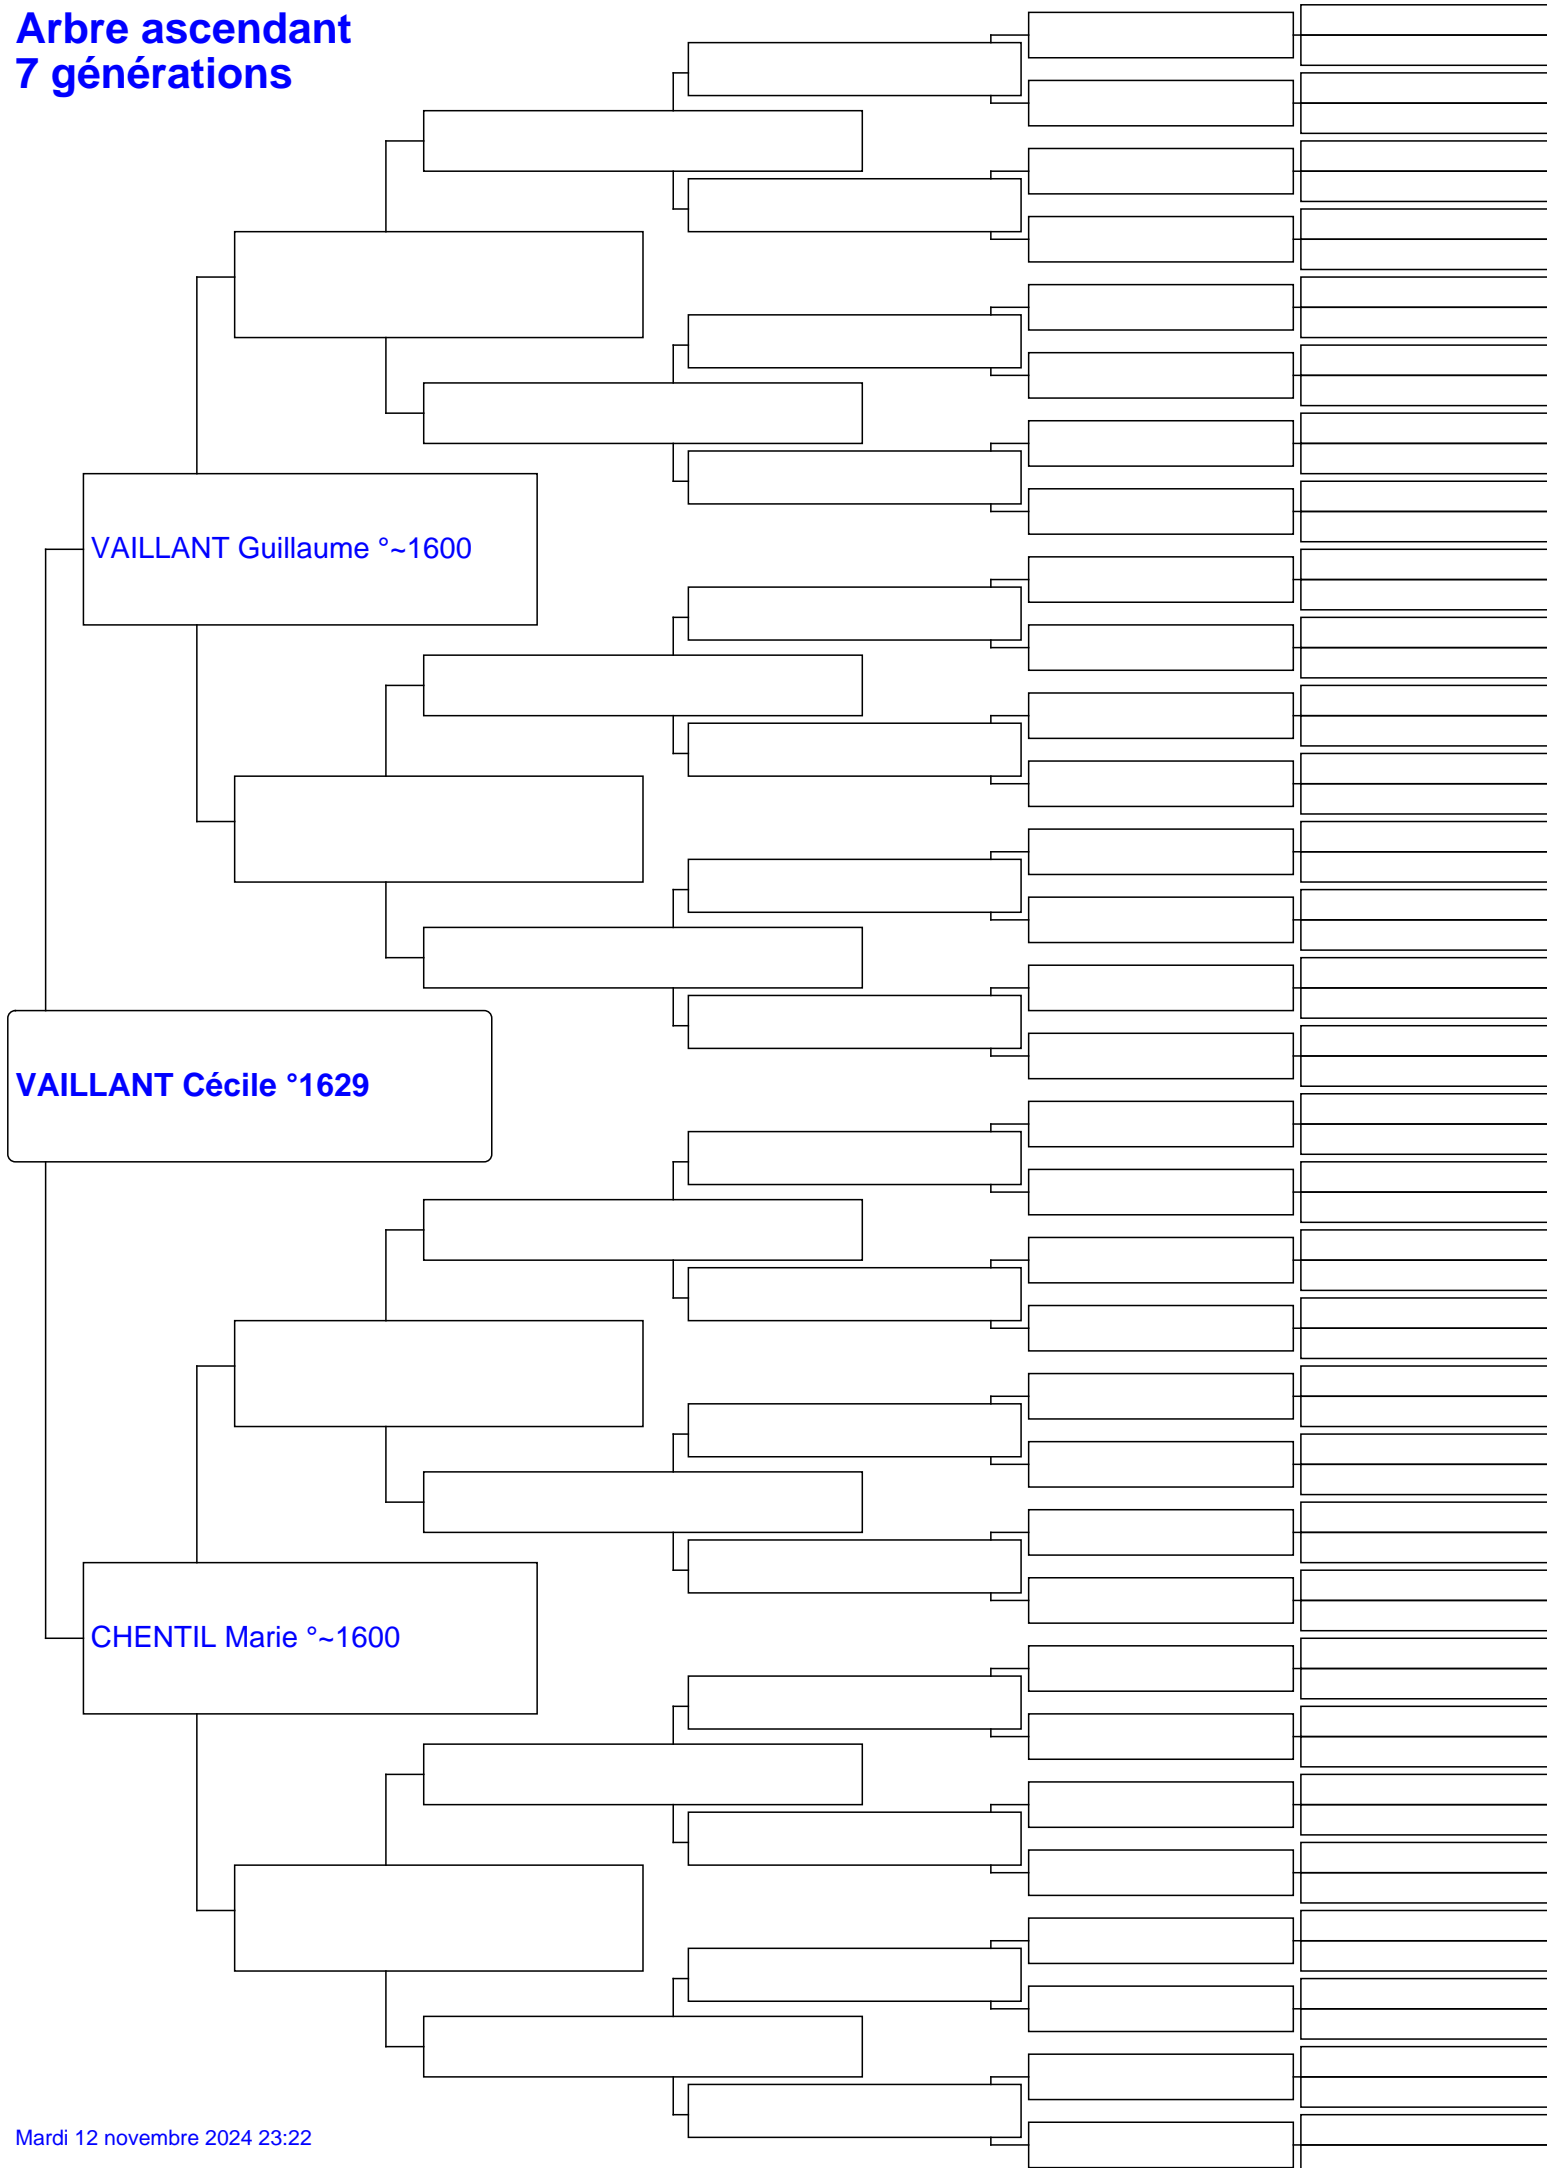 Arbre ascendant
7 générations
VAILLANT Guillaume °~1600
VAILLANT Cécile °1629
CHENTIL Marie °~1600
Mardi 12 novembre 2024 23:22